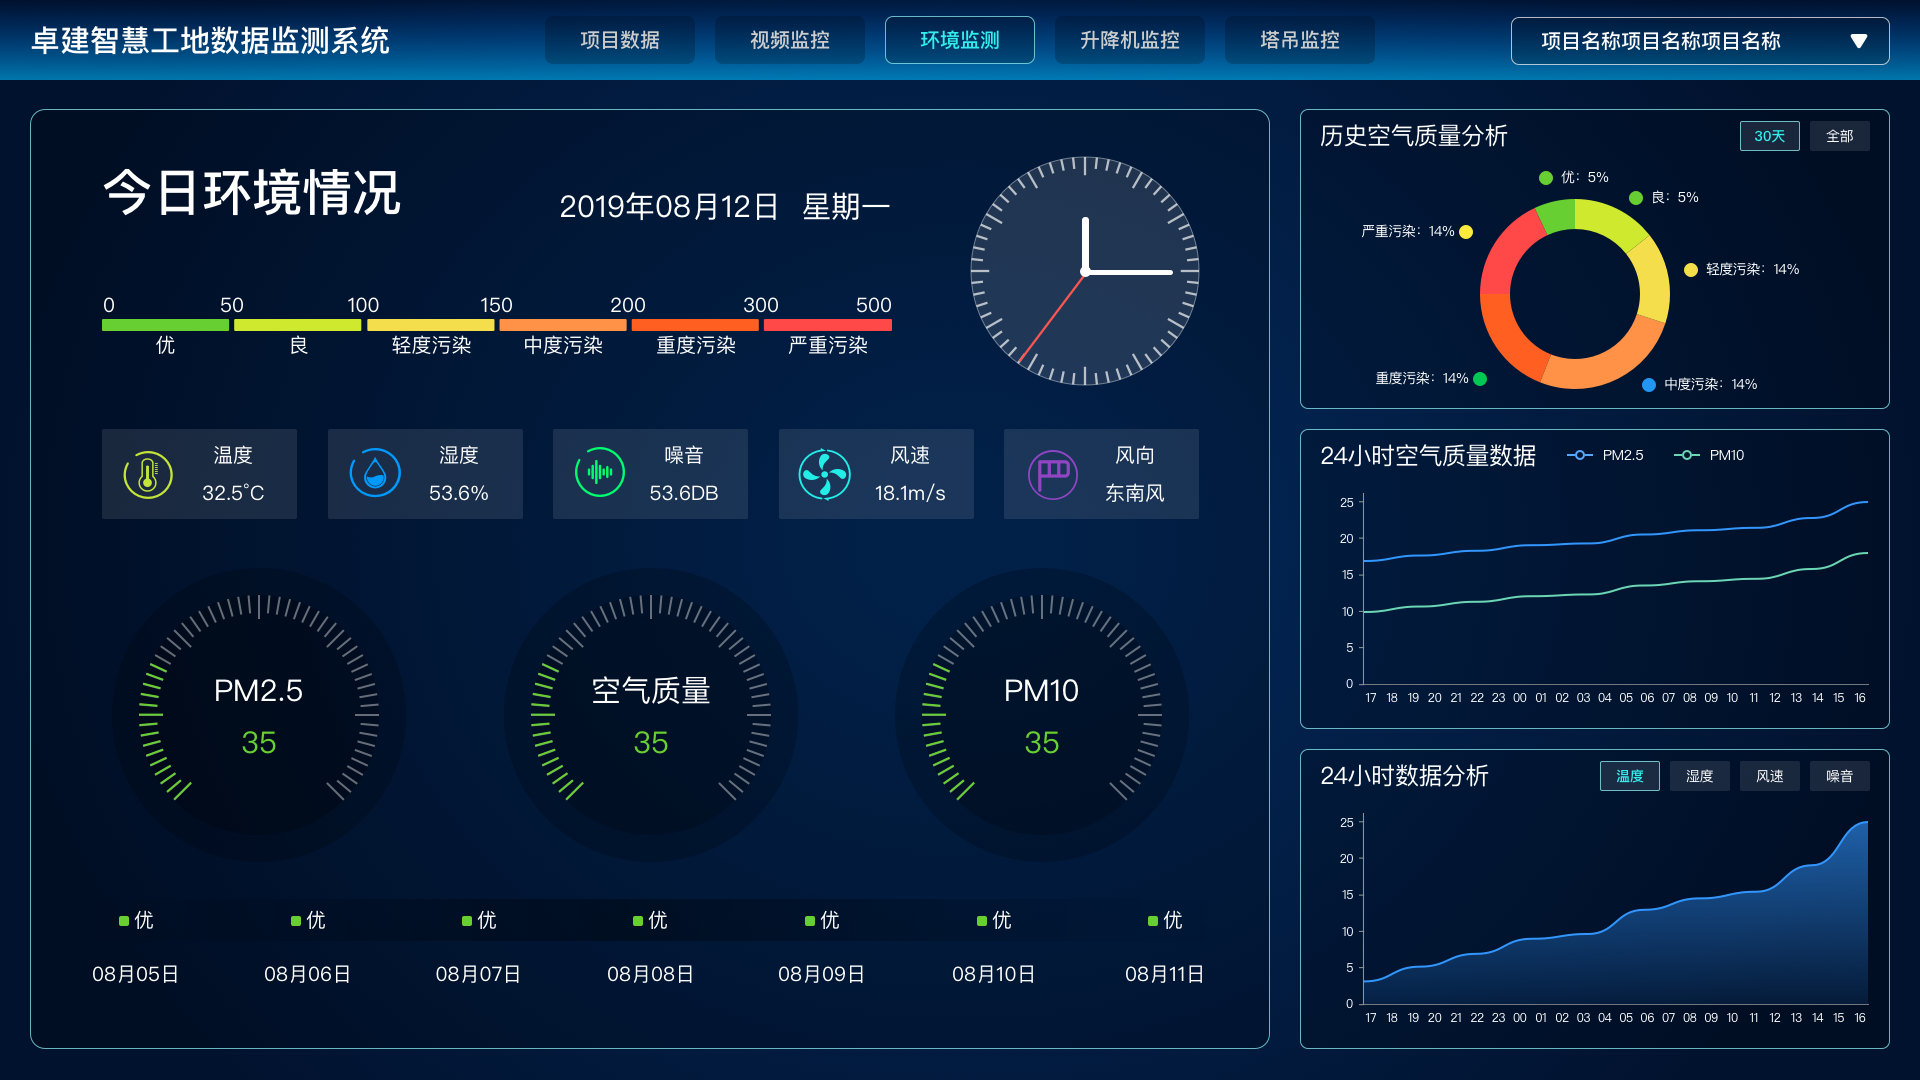 卓建智慧工地数据监测系统
项目数据
视频监控
环境监测
升降机监控
塔吊监控
项目名称项目名称项目名称
今日环境情况
2019年08月12日 星期一
0 50 100 150 200 300 500
优 良 轻度污染 中度污染 重度污染 严重污染
温度
32.5°C
湿度
53.6%
噪音
53.6DB
风速
18.1m/s
风向
东南风
PM2.5
35
空气质量
35
PM10
35
优 优 优 优 优 优 优
08月05日 08月06日 08月07日 08月08日 08月09日 08月10日 08月11日
历史空气质量分析
30天
全部
优：5%
良：5%
严重污染：14%
轻度污染：14%
重度污染：14%
中度污染：14%
24小时空气质量数据
PM2.5
PM10
25
20
15
10
5
0
17 18 19 20 21 22 23 00 01 02 03 04 05 06 07 08 09 10 11 12 13 14 15 16
24小时数据分析
温度
湿度
风速
噪音
25
20
15
10
5
0
17 18 19 20 21 22 23 00 01 02 03 04 05 06 07 08 09 10 11 12 13 14 15 16